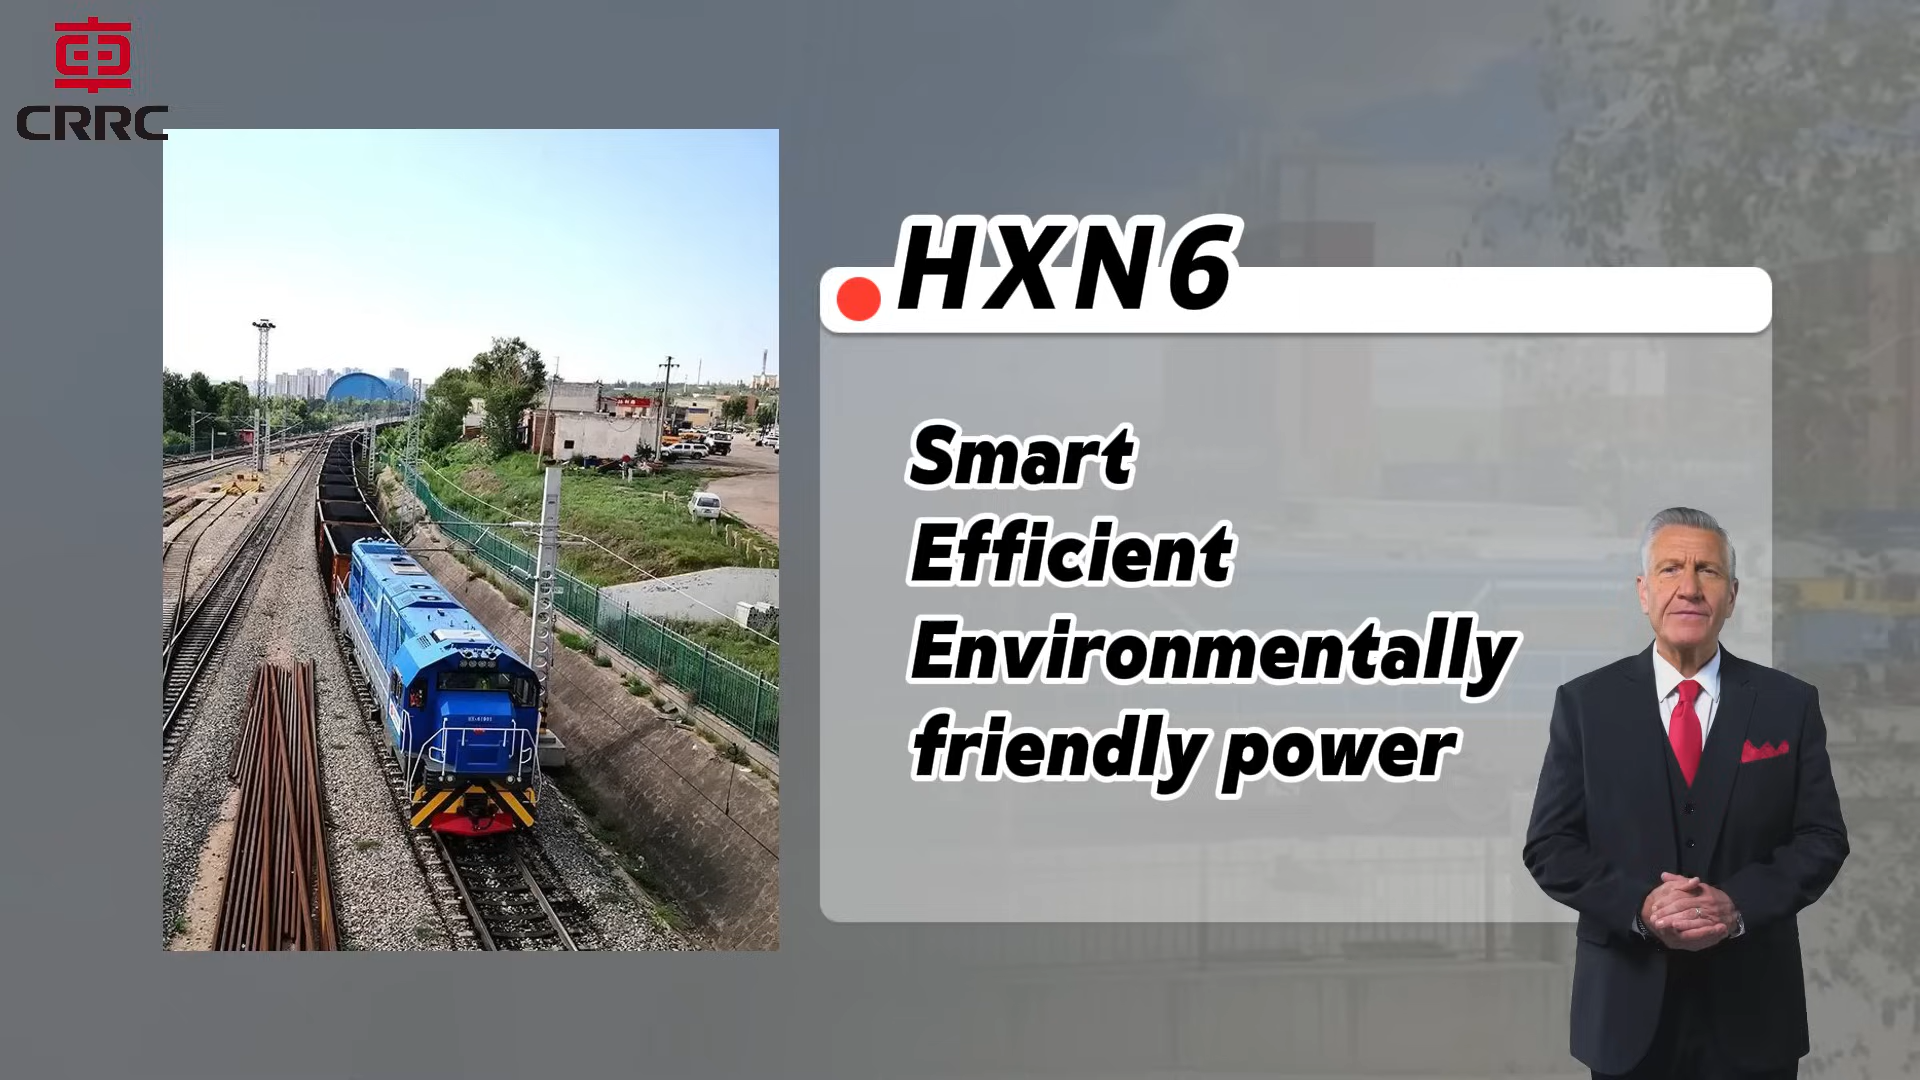 CRRC
HXN6
Smart
Efficient
Environmentally
friendly power